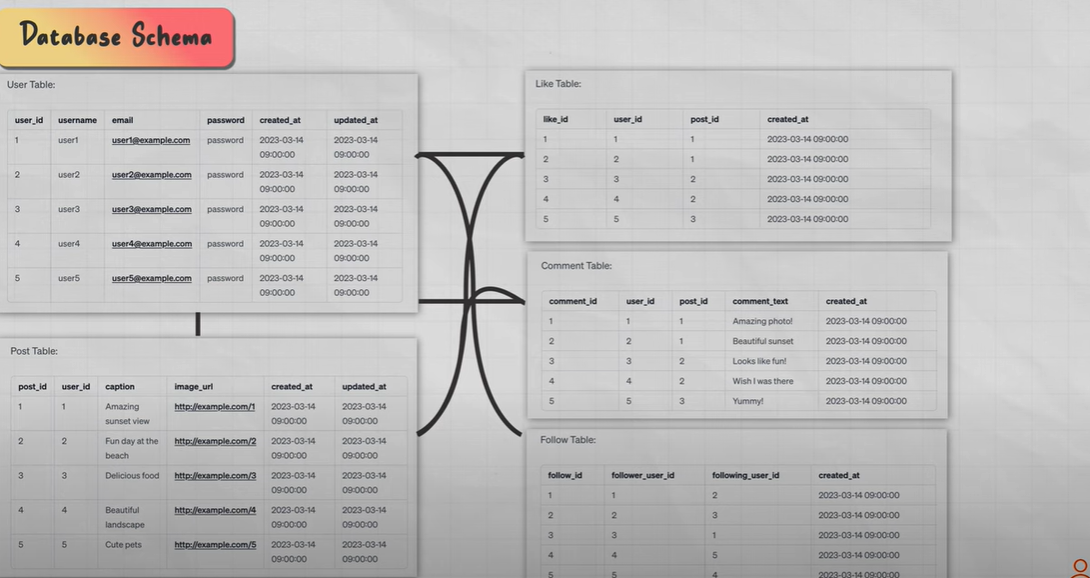 Database Schema
User Table:
user_id username email password created_at updated_at
1 user1 user1@example.com password 2023-03-14 09:00:00 2023-03-14 09:00:00
2 user2 user2@example.com password 2023-03-14 09:00:00 2023-03-14 09:00:00
3 user3 user3@example.com password 2023-03-14 09:00:00 2023-03-14 09:00:00
4 user4 user4@example.com password 2023-03-14 09:00:00 2023-03-14 09:00:00
5 user5 user5@example.com password 2023-03-14 09:00:00 2023-03-14 09:00:00
Post Table:
post_id user_id caption image_url created_at updated_at
1 1 Amazing sunset view http://example.com/1 2023-03-14 09:00:00 2023-03-14 09:00:00
2 2 Fun day at the beach http://example.com/2 2023-03-14 09:00:00 2023-03-14 09:00:00
3 3 Delicious food http://example.com/3 2023-03-14 09:00:00 2023-03-14 09:00:00
4 4 Beautiful landscape http://example.com/4 2023-03-14 09:00:00 2023-03-14 09:00:00
5 5 Cute pets http://example.com/5 2023-03-14 09:00:00 2023-03-14 09:00:00
Like Table:
like_id user_id post_id created_at
1 1 1 2023-03-14 09:00:00
2 2 1 2023-03-14 09:00:00
3 3 2 2023-03-14 09:00:00
4 4 2 2023-03-14 09:00:00
5 5 3 2023-03-14 09:00:00
Comment Table:
comment_id user_id post_id comment_text created_at
1 1 1 Amazing photo! 2023-03-14 09:00:00
2 2 1 Beautiful sunset 2023-03-14 09:00:00
3 3 2 Looks like fun! 2023-03-14 09:00:00
4 4 2 Wish I was there 2023-03-14 09:00:00
5 5 3 Yummy! 2023-03-14 09:00:00
Follow Table:
follow_id follower_user_id following_user_id created_at
1 1 2 2023-03-14 09:00:00
2 2 3 2023-03-14 09:00:00
3 3 1 2023-03-14 09:00:00
4 4 5 2023-03-14 09:00:00
5 5 4 2023-03-14 09:00:00